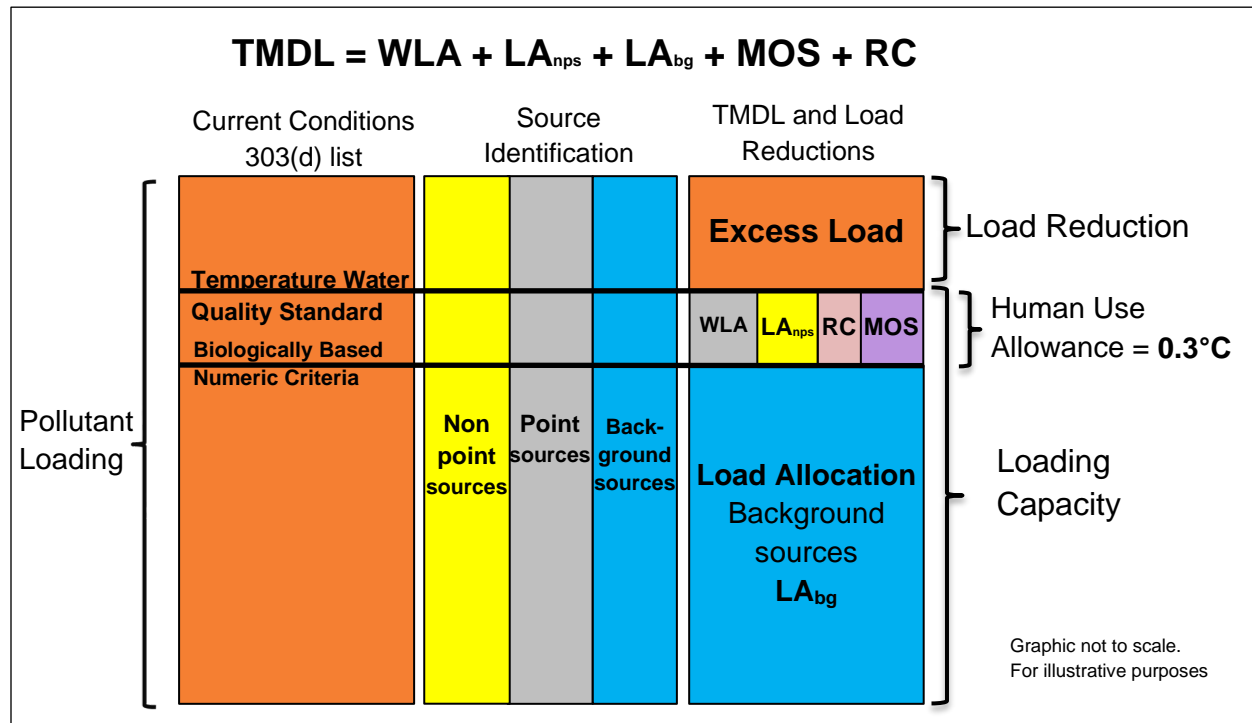 TMDL = WLA + LAnps + LAbg + MOS + RC
Current Conditions
303(d) list
Source
Identification
TMDL and Load
Reductions
Pollutant
Loading
Temperature Water
Quality Standard
Biologically Based
Numeric Criteria
Non
point
sources
Point
sources
Back-
ground
sources
Excess Load
WLA
LAnps
RC
MOS
Load Allocation
Background
sources
LAbg
Load Reduction
Human Use
Allowance = 0.3°C
Loading
Capacity
Graphic not to scale.
For illustrative purposes